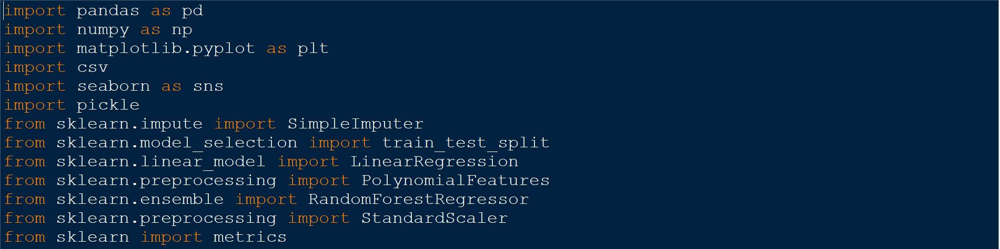 import pandas as pd
import numpy as np
import matplotlib.pyplot as plt
import csv
import seaborn as sns
import pickle
from sklearn.impute import SimpleImputer
from sklearn.model_selection import train_test_split
from sklearn.linear_model import LinearRegression
from sklearn.preprocessing import PolynomialFeatures
from sklearn.ensemble import RandomForestRegressor
from sklearn.preprocessing import StandardScaler
from sklearn import metrics